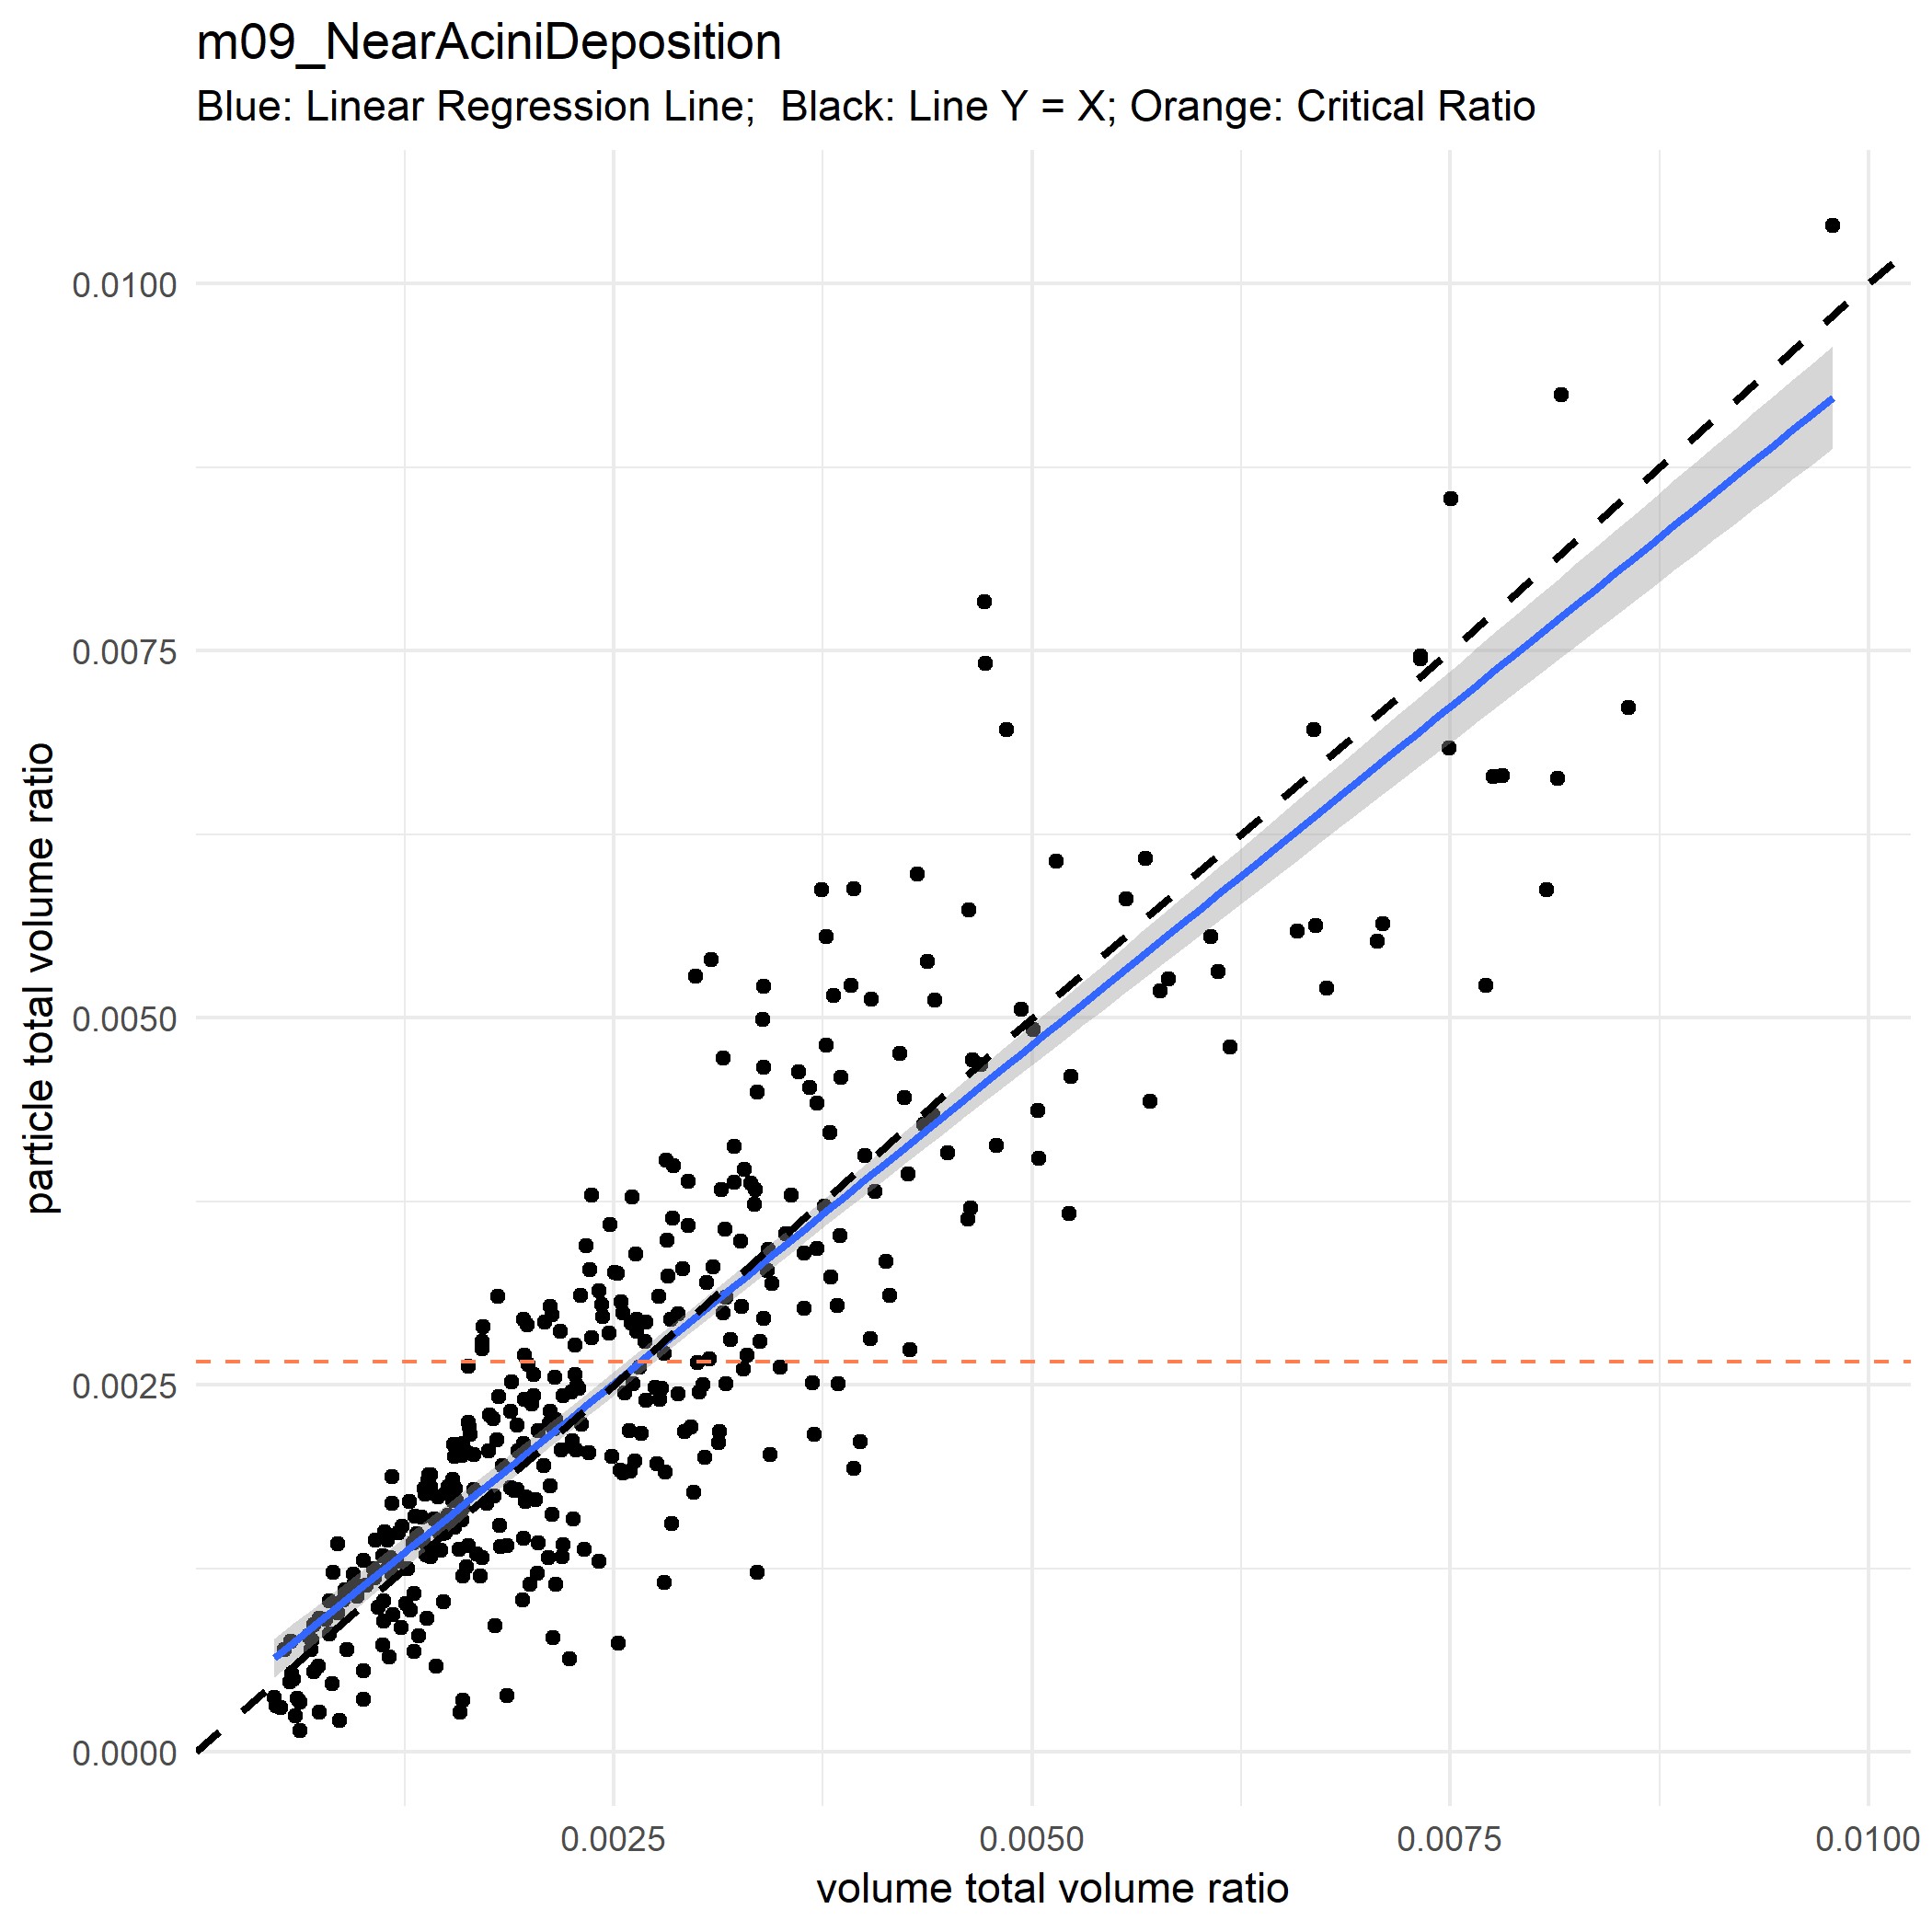 m09_NearAciniDeposition
Blue: Linear Regression Line;  Black: Line Y = X; Orange: Critical Ratio
0.0100
0.0075
0.0050
0.0025
0.0000
particle total volume ratio
0.0025 0.0050 0.0075 0.0100
volume total volume ratio